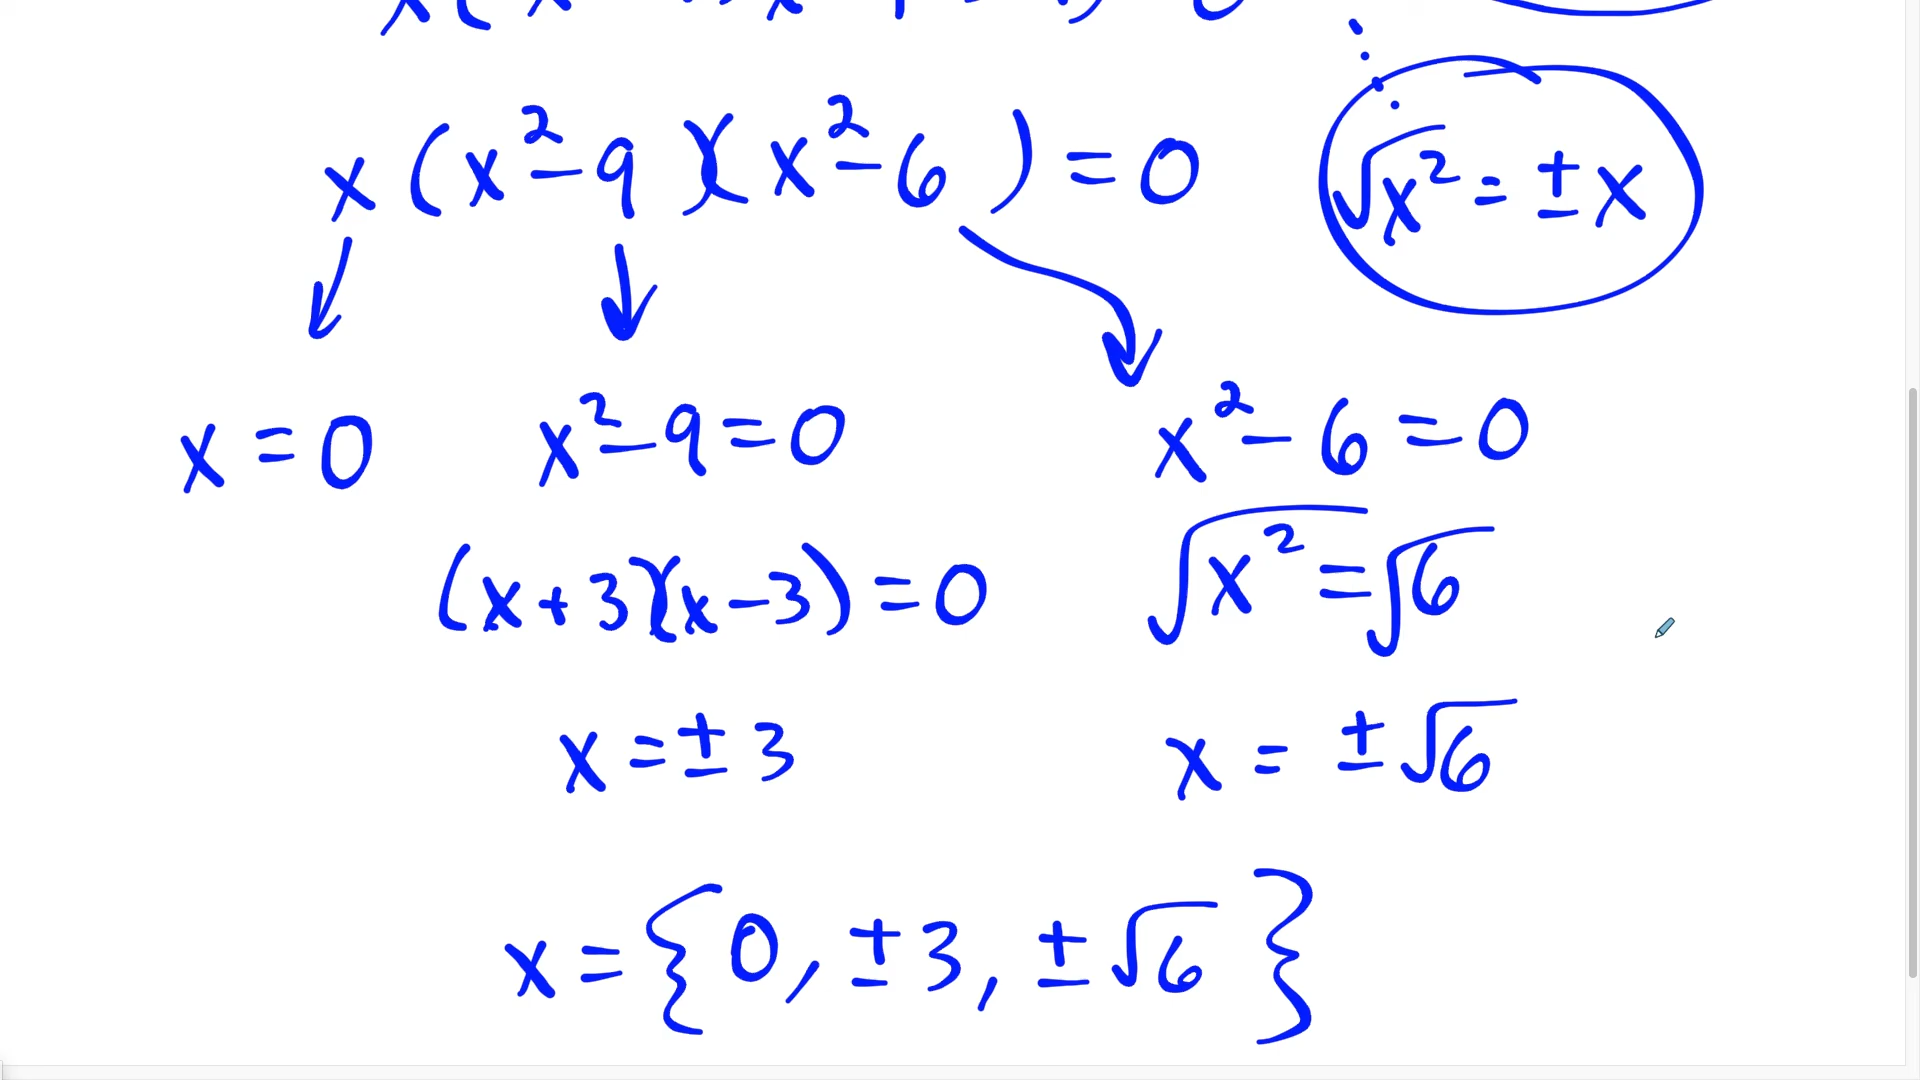 x(x²-9)(x²-6)=0
√x² = ±x
x=0
x²-9=0
x²-6=0
(x+3)(x-3)=0
√x²=√6
x=±3
x=±√6
x={0, ±3, ±√6}